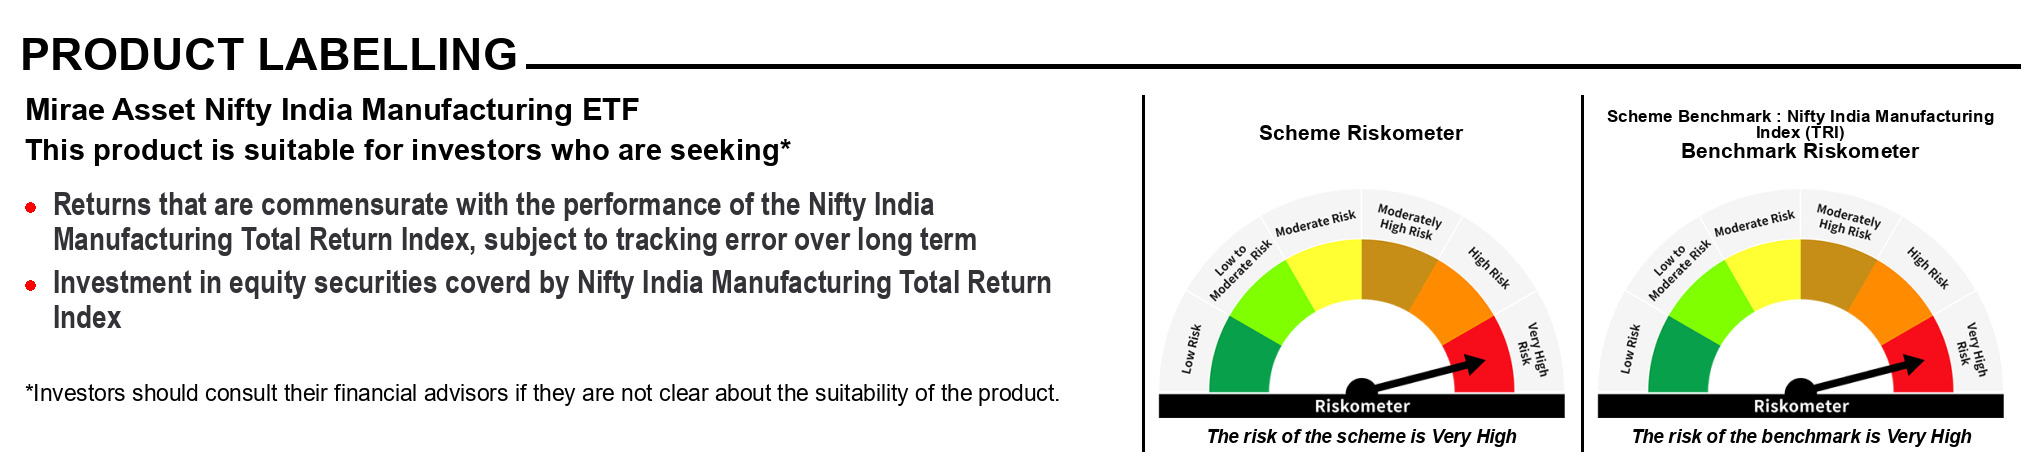 PRODUCT LABELLING
Mirae Asset Nifty India Manufacturing ETF
This product is suitable for investors who are seeking*
Returns that are commensurate with the performance of the Nifty India
Manufacturing Total Return Index, subject to tracking error over long term
Investment in equity securities coverd by Nifty India Manufacturing Total Return
Index
*Investors should consult their financial advisors if they are not clear about the suitability of the product.
Scheme Riskometer
Low Risk
Low to
Moderate Risk
Moderate Risk
Moderately
High Risk
High Risk
Very High
Risk
Riskometer
The risk of the scheme is Very High
Scheme Benchmark : Nifty India Manufacturing
Index (TRI)
Benchmark Riskometer
Low Risk
Low to
Moderate Risk
Moderate Risk
Moderately
High Risk
High Risk
Very High
Risk
Riskometer
The risk of the benchmark is Very High